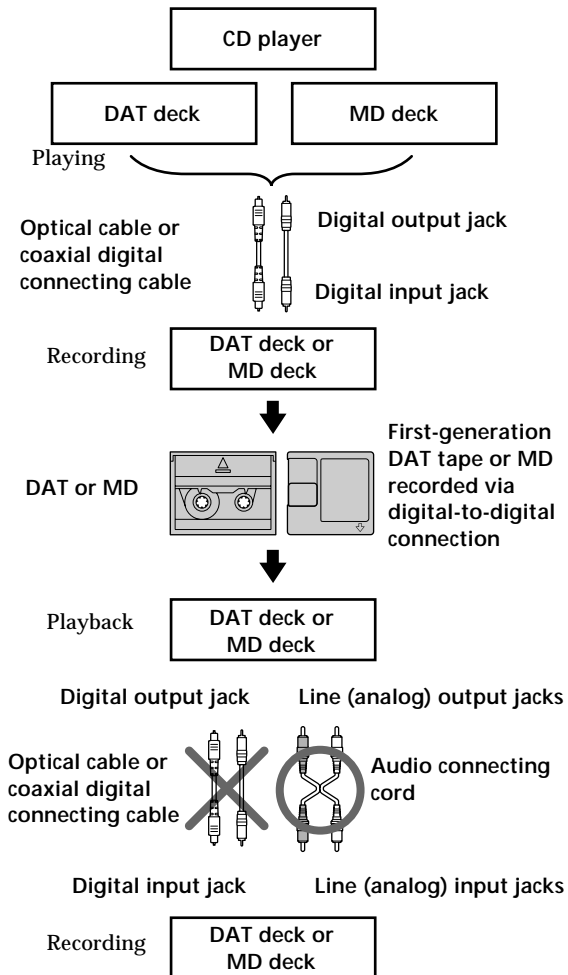 CD player
DAT deck
MD deck
Playing
Optical cable or
coaxial digital
connecting cable
Digital output jack
Digital input jack
Recording
DAT deck or
MD deck
DAT or MD
First-generation
DAT tape or MD
recorded via
digital-to-digital
connection
Playback
DAT deck or
MD deck
Digital output jack
Line (analog) output jacks
Optical cable or
coaxial digital
connecting cable
Audio connecting
cord
Digital input jack
Line (analog) input jacks
Recording
DAT deck or
MD deck